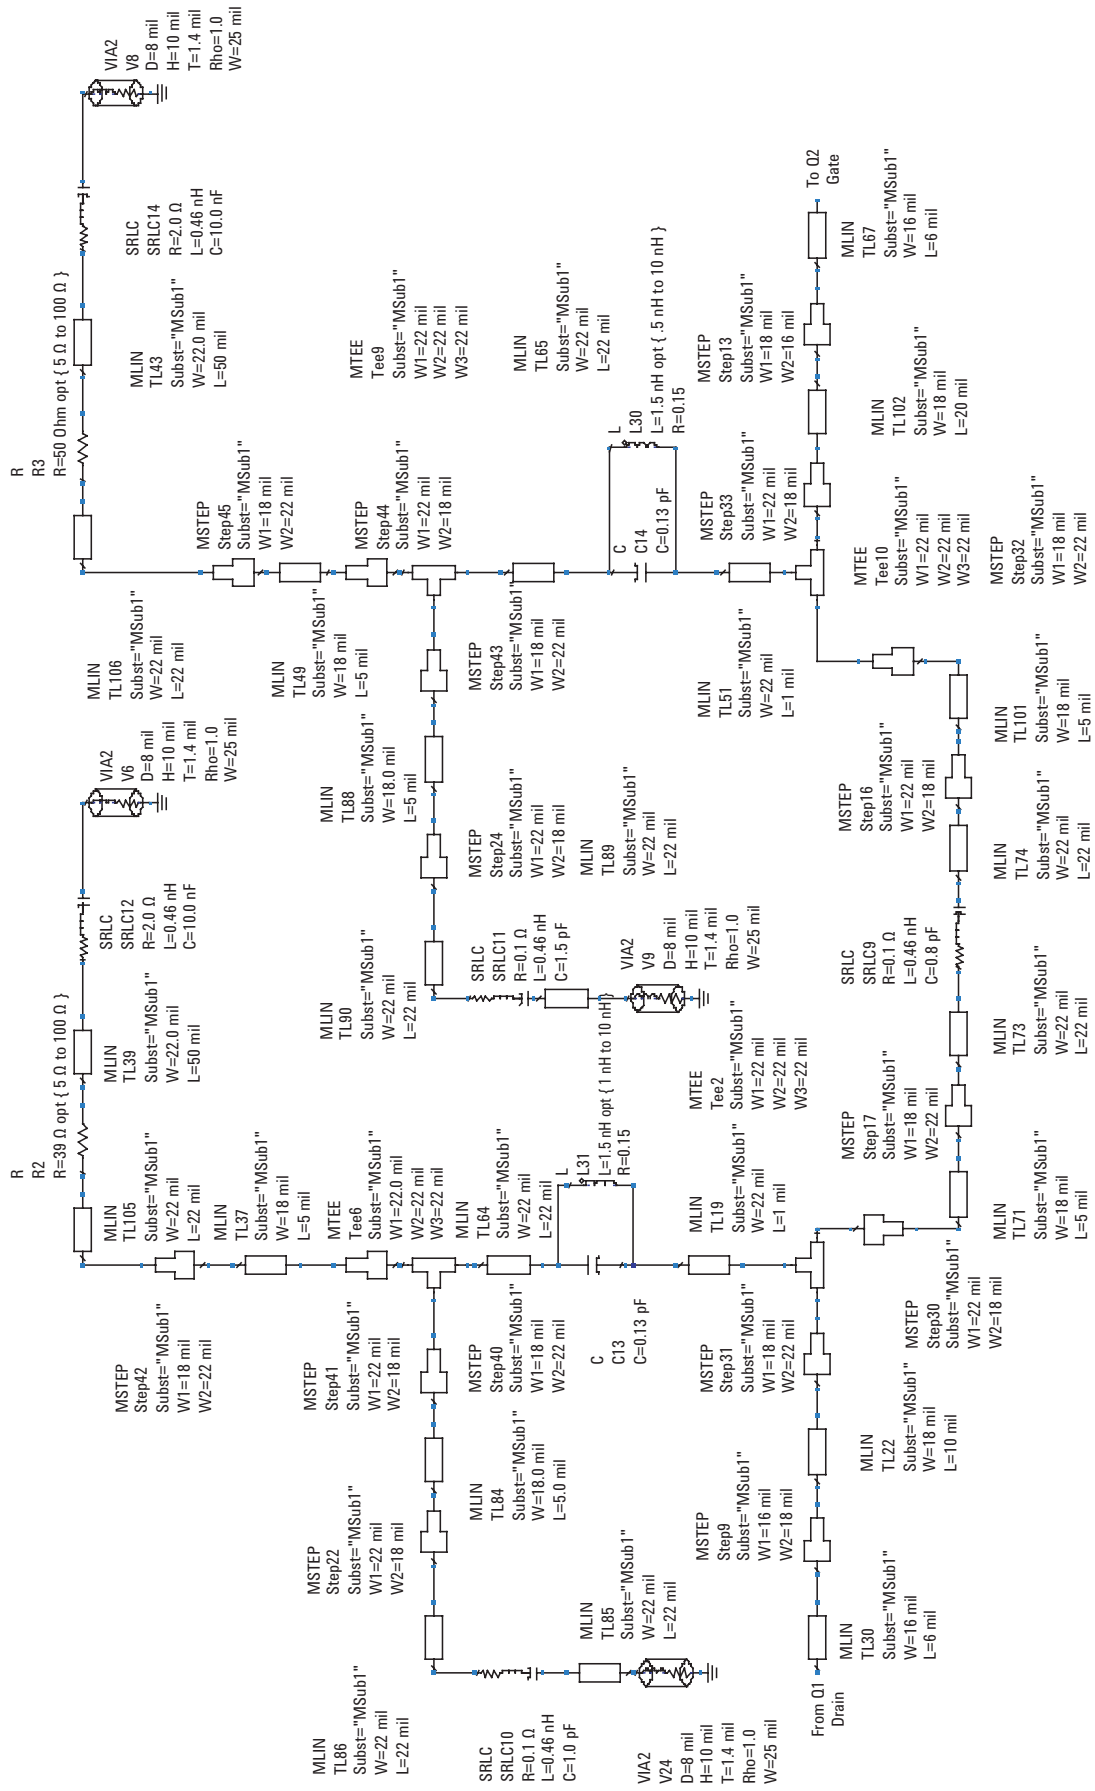 R
R2
R=39 Ω opt { 5 Ω to 100 Ω }
MLIN
TL39
Subst="MSub1"
W=22.0 mil
L=50 mil
SRLC
SRLC12
R=2.0 Ω
L=0.46 nH
C=10.0 nF
VIA2
V6
D=8 mil
H=10 mil
T=1.4 mil
Rho=1.0
W=25 mil
R
R3
R=50 Ohm opt { 5 Ω to 100 Ω }
MLIN
TL43
Subst="MSub1"
W=22.0 mil
L=50 mil
SRLC
SRLC14
R=2.0 Ω
L=0.46 nH
C=10.0 nF
VIA2
V8
D=8 mil
H=10 mil
T=1.4 mil
Rho=1.0
W=25 mil
MSTEP
Step42
Subst="MSub1"
W1=18 mil
W2=22 mil
MLIN
TL105
Subst="MSub1"
W=22 mil
L=22 mil
MLIN
TL37
Subst="MSub1"
W=18 mil
L=5 mil
MLIN
TL106
Subst="MSub1"
W=22 mil
L=22 mil
MSTEP
Step45
Subst="MSub1"
W1=18 mil
W2=22 mil
MLIN
TL49
Subst="MSub1"
W=18 mil
L=5 mil
MSTEP
Step44
Subst="MSub1"
W1=22 mil
W2=18 mil
MTEE
Tee9
Subst="MSub1"
W1=22 mil
W2=22 mil
W3=22 mil
MSTEP
Step22
Subst="MSub1"
W1=22 mil
W2=18 mil
MSTEP
Step41
Subst="MSub1"
W1=22 mil
W2=18 mil
MTEE
Tee6
Subst="MSub1"
W1=22.0 mil
W2=22 mil
W3=22 mil
MLIN
TL88
Subst="MSub1"
W=18.0 mil
L=5 mil
MLIN
TL86
Subst="MSub1"
W=22 mil
L=22 mil
MLIN
TL84
Subst="MSub1"
W=18.0 mil
L=5.0 mil
MSTEP
Step40
Subst="MSub1"
W1=18 mil
W2=22 mil
MLIN
TL64
Subst="MSub1"
W=22 mil
L=22 mil
MLIN
TL90
Subst="MSub1"
W=22 mil
L=22 mil
MSTEP
Step24
Subst="MSub1"
W1=22 mil
W2=18 mil
MSTEP
Step43
Subst="MSub1"
W1=18 mil
W2=22 mil
MLIN
TL65
Subst="MSub1"
W=22 mil
L=22 mil
SRLC
SRLC10
R=0.1 Ω
L=0.46 nH
C=1.0 pF
MLIN
TL85
Subst="MSub1"
W=22 mil
L=22 mil
C
C13
C=0.13 pF
L
L31
L=1.5 nH opt { 1 nH to 10 nH }
R=0.15
SRLC
SRLC11
R=0.1 Ω
L=0.46 nH
C=1.5 pF
MLIN
TL89
Subst="MSub1"
W=22 mil
L=22 mil
C
C14
C=0.13 pF
L
L30
L=1.5 nH opt { .5 nH to 10 nH }
R=0.15
VIA2
V24
D=8 mil
H=10 mil
T=1.4 mil
Rho=1.0
W=25 mil
VIA2
V9
D=8 mil
H=10 mil
T=1.4 mil
Rho=1.0
W=25 mil
MSTEP
Step9
Subst="MSub1"
W1=16 mil
W2=18 mil
MSTEP
Step31
Subst="MSub1"
W1=18 mil
W2=22 mil
MLIN
TL19
Subst="MSub1"
W=22 mil
L=1 mil
MTEE
Tee2
Subst="MSub1"
W1=22 mil
W2=22 mil
W3=22 mil
MLIN
TL51
Subst="MSub1"
W=22 mil
L=1 mil
MSTEP
Step33
Subst="MSub1"
W1=22 mil
W2=18 mil
MSTEP
Step13
Subst="MSub1"
W1=18 mil
W2=16 mil
From Q1
Drain
To Q2
Gate
MLIN
TL30
Subst="MSub1"
W=16 mil
L=6 mil
MLIN
TL22
Subst="MSub1"
W=18 mil
L=10 mil
MSTEP
Step30
Subst="MSub1"
W1=22 mil
W2=18 mil
MSTEP
Step17
Subst="MSub1"
W1=18 mil
W2=22 mil
SRLC
SRLC9
R=0.1 Ω
L=0.46 nH
C=0.8 pF
MSTEP
Step16
Subst="MSub1"
W1=22 mil
W2=18 mil
MTEE
Tee10
Subst="MSub1"
W1=22 mil
W2=22 mil
W3=22 mil
MLIN
TL102
Subst="MSub1"
W=18 mil
L=20 mil
MLIN
TL67
Subst="MSub1"
W=16 mil
L=6 mil
MLIN
TL71
Subst="MSub1"
W=18 mil
L=5 mil
MLIN
TL73
Subst="MSub1"
W=22 mil
L=22 mil
MLIN
TL74
Subst="MSub1"
W=22 mil
L=22 mil
MLIN
TL101
Subst="MSub1"
W=18 mil
L=5 mil
MSTEP
Step32
Subst="MSub1"
W1=18 mil
W2=22 mil